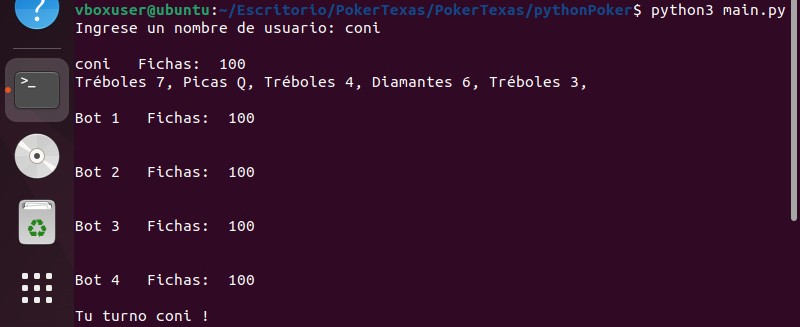 vboxuser@ubuntu:~/Escritorio/PokerTexas/PokerTexas/pythonPoker$ python3 main.py
Ingrese un nombre de usuario: coni
coni   Fichas:  100
Tréboles 7, Picas Q, Tréboles 4, Diamantes 6, Tréboles 3,
Bot 1   Fichas:  100
Bot 2   Fichas:  100
Bot 3   Fichas:  100
Bot 4   Fichas:  100
Tu turno coni !